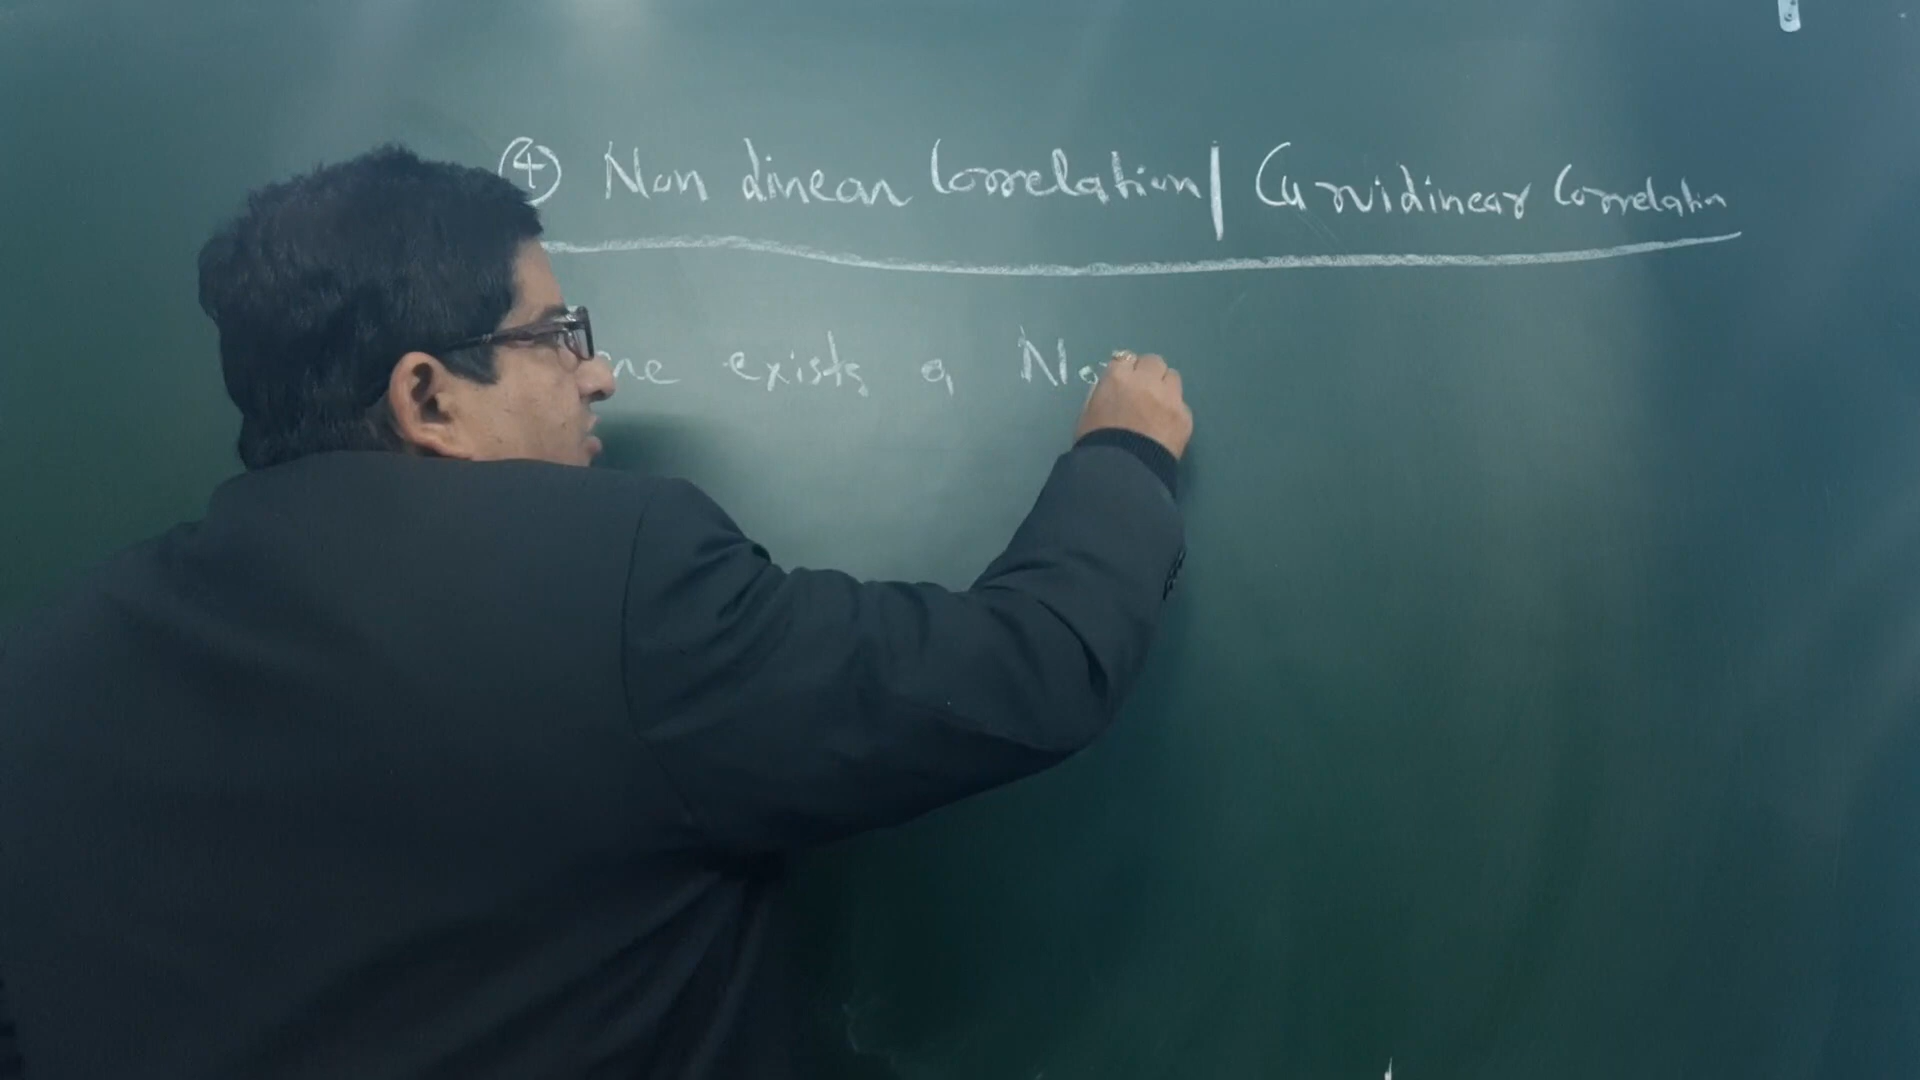 ④ Non Linear Correlation | Curvilinear Correlation
exists a